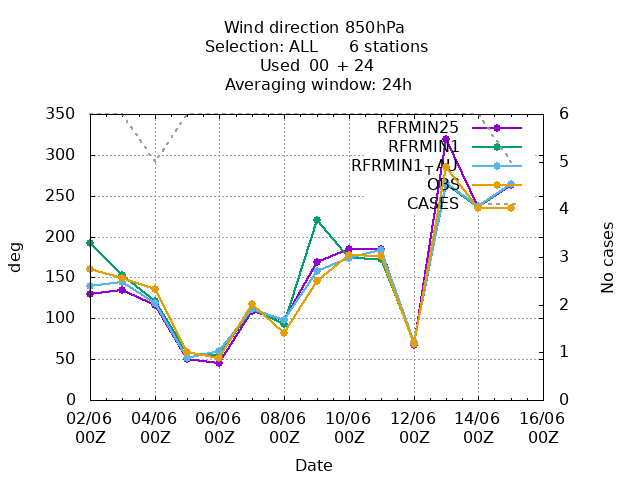 Wind direction 850hPa
Selection: ALL 6 stations
Used 00 + 24
Averaging window: 24h
350 6
300 5
250 4
200
150 3
100 2
50 1
0 0
deg
No cases
RFRMIN25
RFRMIN1
RFRMIN1TAU
OBS
CASES
02/06 04/06 06/06 08/06 10/06 12/06 14/06 16/06
00Z 00Z 00Z 00Z 00Z 00Z 00Z 00Z
Date